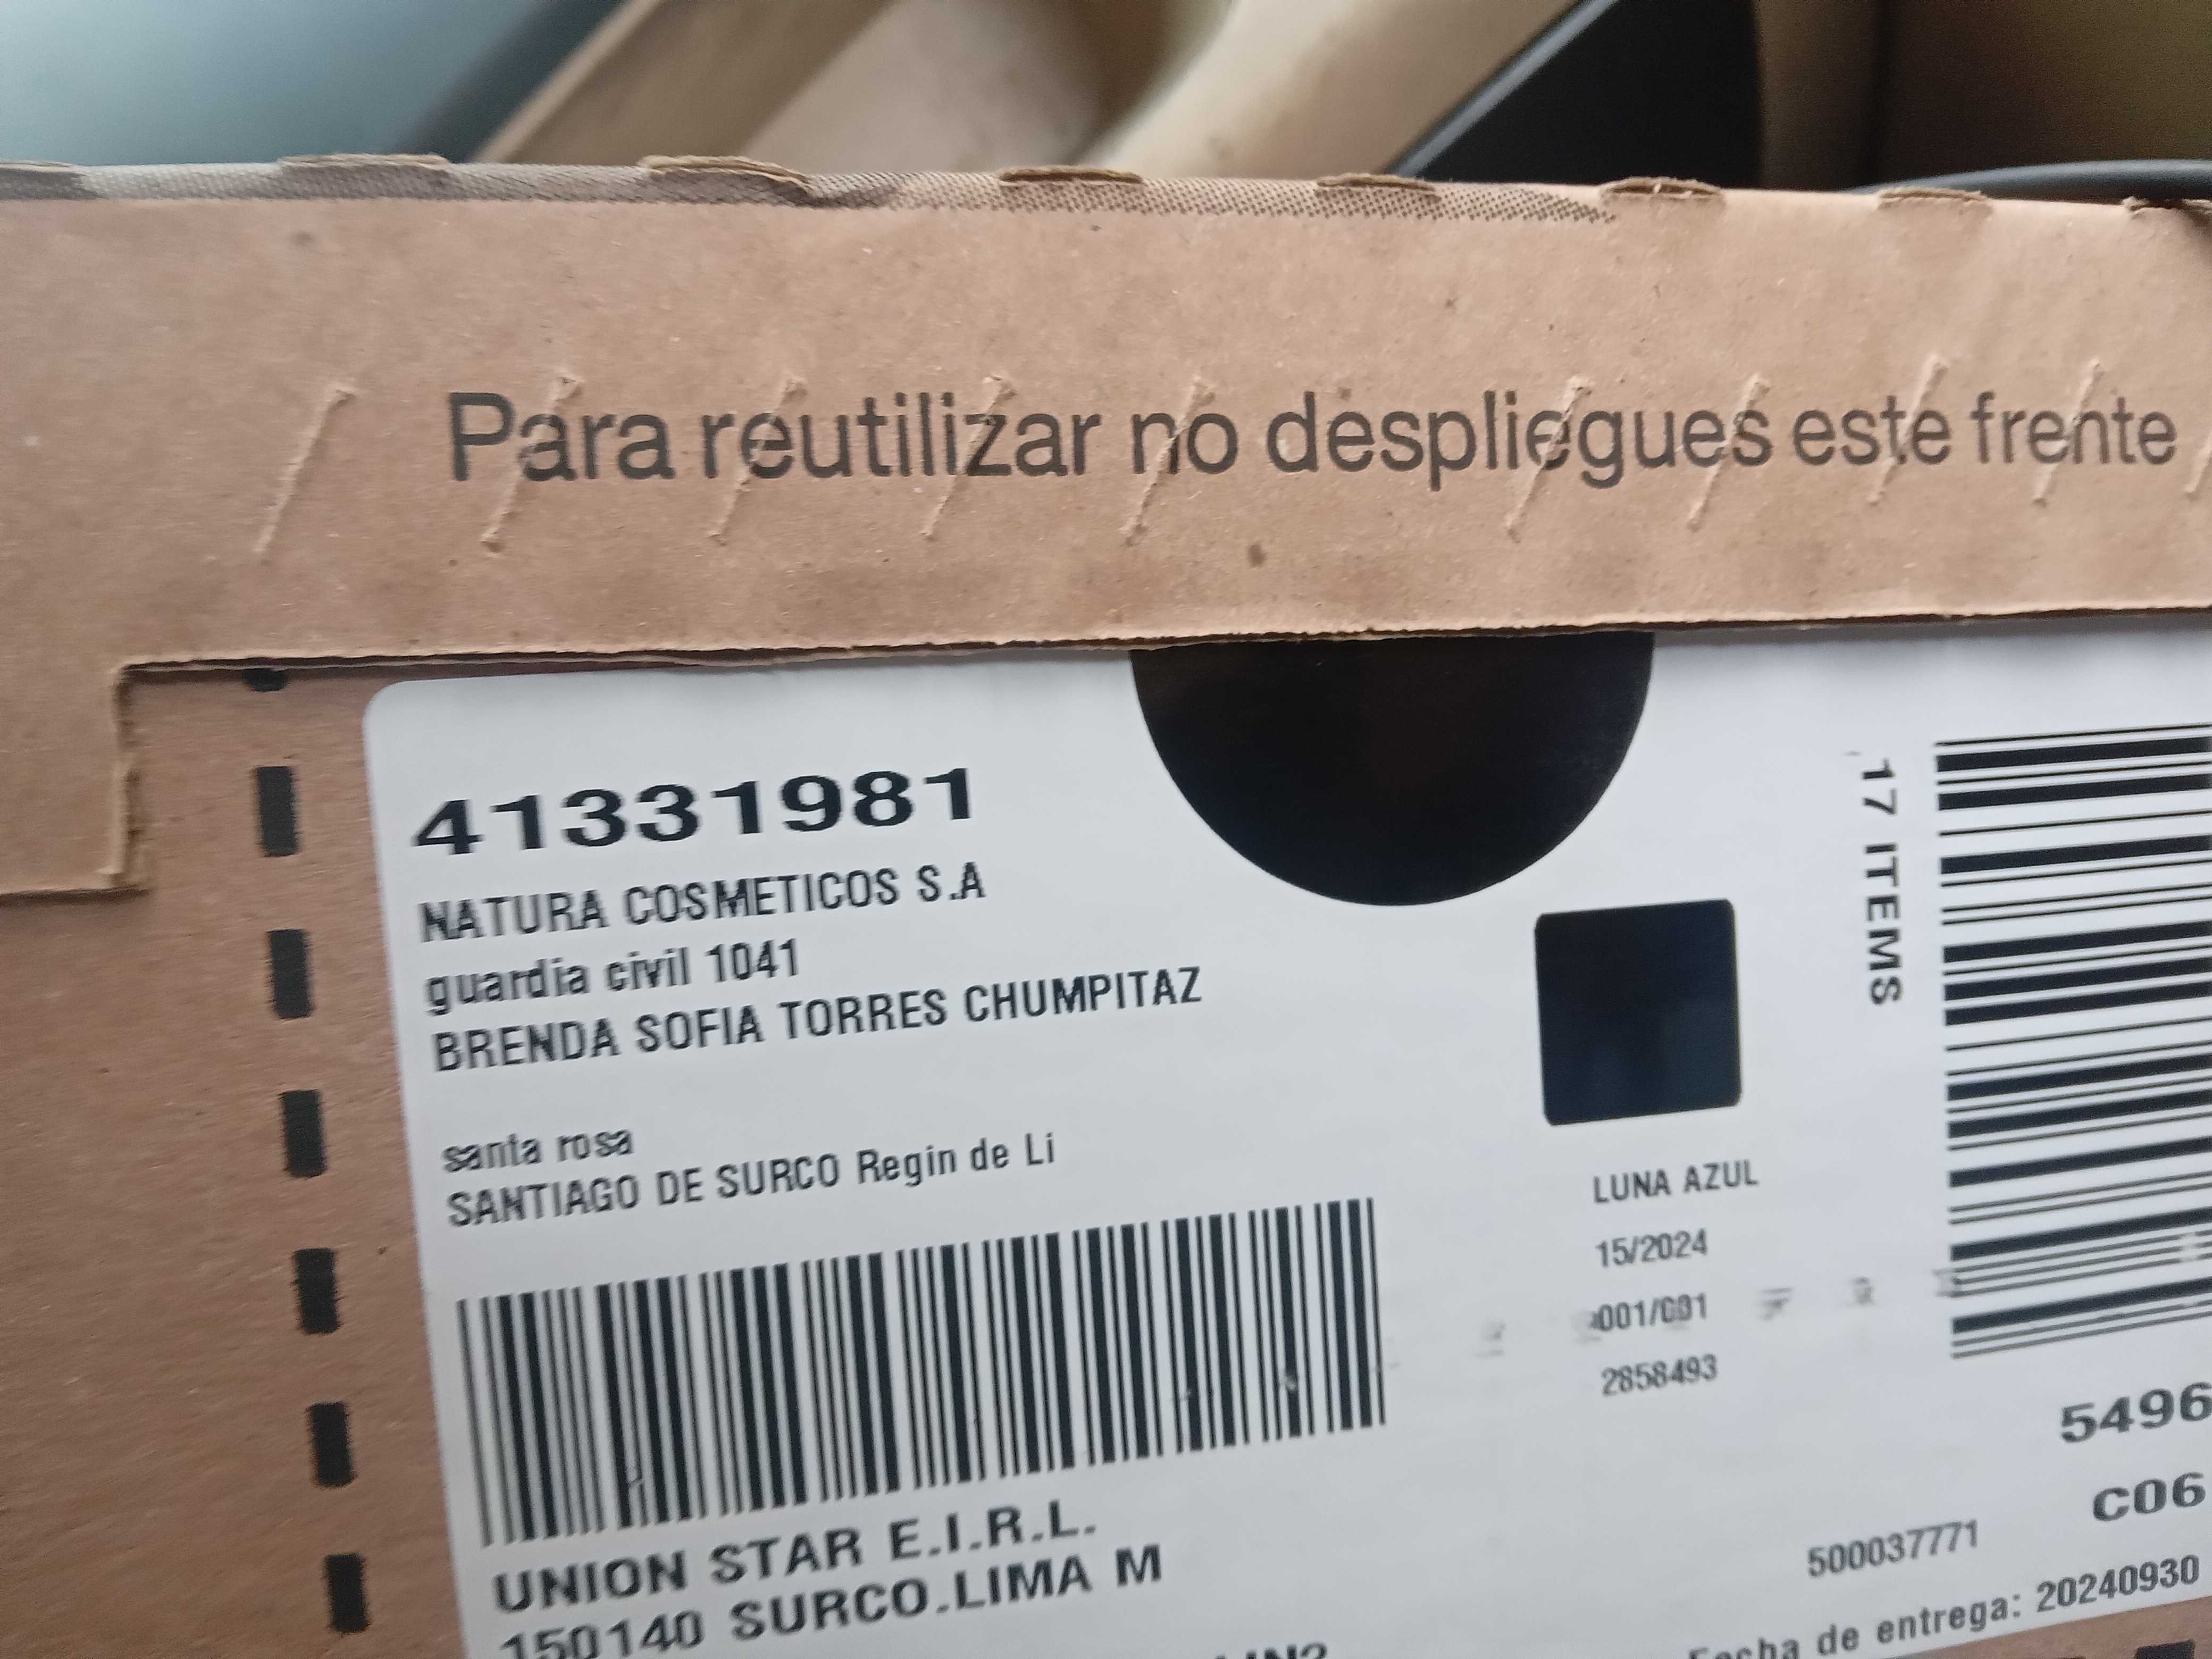 Para reutilizar no despliegues este frente
41331981
NATURA COSMETICOS S.A
guardia civil 1041
BRENDA SOFIA TORRES CHUMPITAZ
santa rosa
SANTIAGO DE SURCO Regin de Li
17 ITEMS
LUNA AZUL
15/2024
001/001
2858493
UNION STAR E.I.R.L.
150140 SURCO.LIMA M
5496
C06
500037771
Fecha de entrega: 20240930